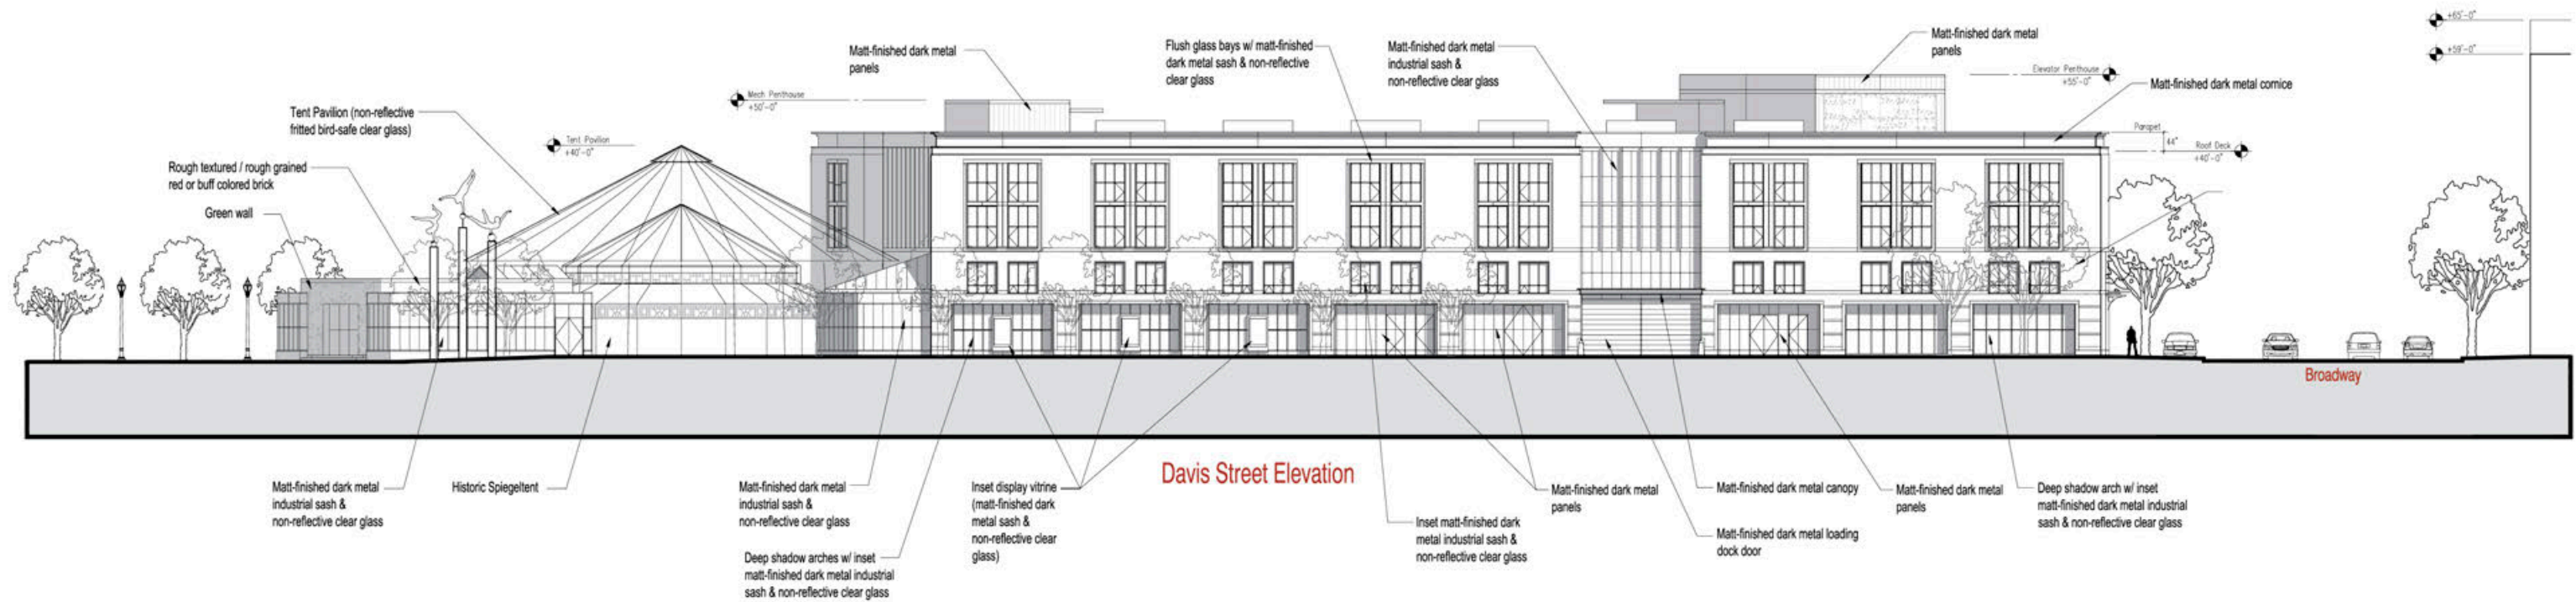 +65'-0"
+59'-0"
Matt-finished dark metal
panels
Flush glass bays w/ matt-finished
dark metal sash & non-reflective
clear glass
Matt-finished dark metal
industrial sash &
non-reflective clear glass
Matt-finished dark metal
panels
Elevator Penthouse
+55'-0"
Matt-finished dark metal cornice
Mech Penthouse
+50'-0"
Tent Pavilion (non-reflective
fritted bird-safe clear glass)
Tent Pavilion
+40'-0"
Parapet
44"
Roof Deck
+40'-0"
Rough textured / rough grained
red or buff colored brick
Green wall
Broadway
Davis Street Elevation
Matt-finished dark metal
industrial sash &
non-reflective clear glass
Historic Spiegeltent
Matt-finished dark metal
industrial sash &
non-reflective clear glass
Deep shadow arches w/ inset
matt-finished dark metal industrial
sash & non-reflective clear glass
Inset display vitrine
(matt-finished dark
metal sash &
non-reflective clear
glass)
Inset matt-finished dark
metal industrial sash &
non-reflective clear glass
Matt-finished dark metal
panels
Matt-finished dark metal canopy
Matt-finished dark metal loading
dock door
Matt-finished dark metal
panels
Deep shadow arch w/ inset
matt-finished dark metal industrial
sash & non-reflective clear glass